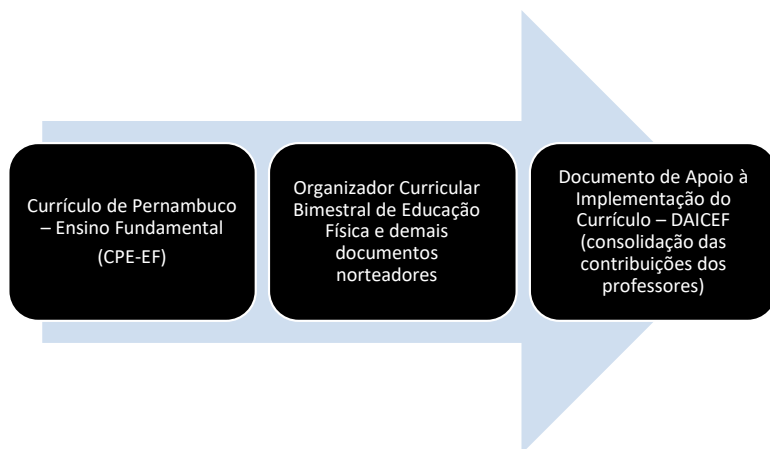 Currículo de Pernambuco
– Ensino Fundamental
(CPE-EF)
Organizador Curricular
Bimestral de Educação
Física e demais
documentos
norteadores
Documento de Apoio à
Implementação do
Currículo – DAICEF
(consolidação das
contribuições dos
professores)